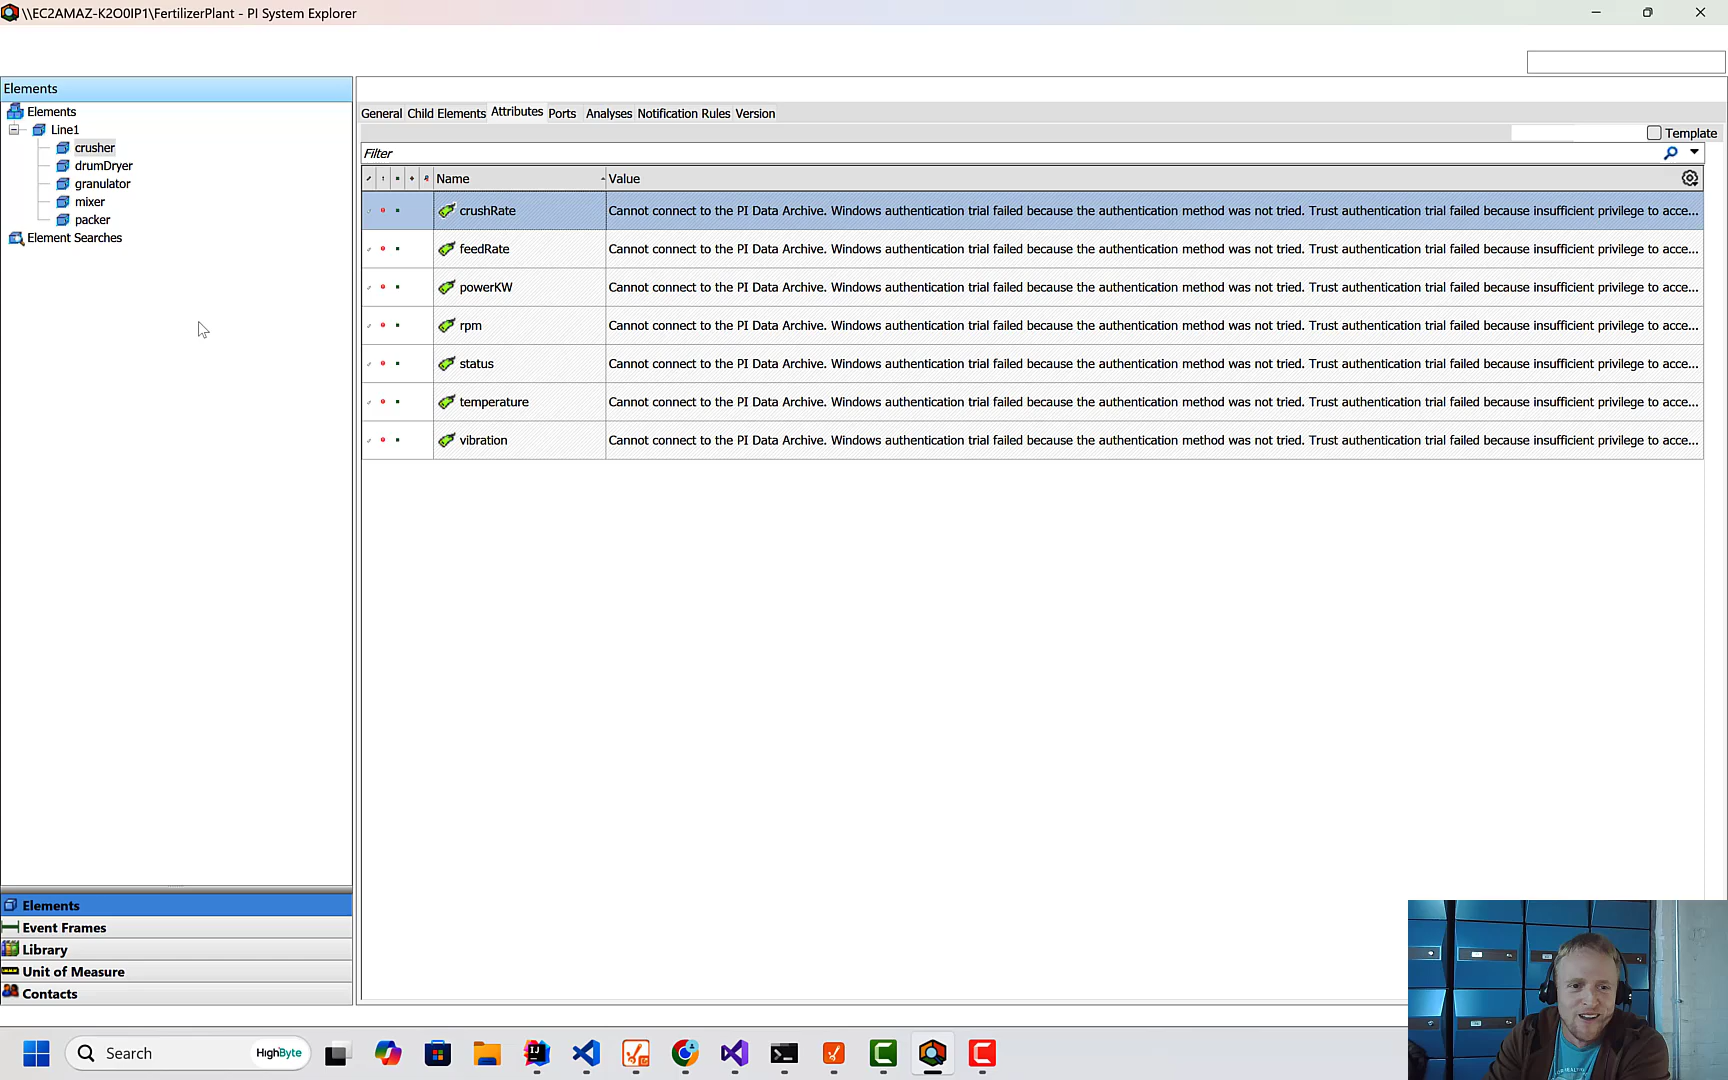 \\EC2AMAZ-K2O0IP1\FertilizerPlant - PI System Explorer
Elements
Elements
Line1
crusher
drumDryer
granulator
mixer
packer
Element Searches
General Child Elements Attributes Ports Analyses Notification Rules Version
Template
Filter
Name Value
crushRate Cannot connect to the PI Data Archive. Windows authentication trial failed because the authentication method was not tried. Trust authentication trial failed because insufficient privilege to acce...
feedRate Cannot connect to the PI Data Archive. Windows authentication trial failed because the authentication method was not tried. Trust authentication trial failed because insufficient privilege to acce...
powerKW Cannot connect to the PI Data Archive. Windows authentication trial failed because the authentication method was not tried. Trust authentication trial failed because insufficient privilege to acce...
rpm Cannot connect to the PI Data Archive. Windows authentication trial failed because the authentication method was not tried. Trust authentication trial failed because insufficient privilege to acce...
status Cannot connect to the PI Data Archive. Windows authentication trial failed because the authentication method was not tried. Trust authentication trial failed because insufficient privilege to acce...
temperature Cannot connect to the PI Data Archive. Windows authentication trial failed because the authentication method was not tried. Trust authentication trial failed because insufficient privilege to acce...
vibration Cannot connect to the PI Data Archive. Windows authentication trial failed because the authentication method was not tried. Trust authentication trial failed because insufficient privilege to acce...
Elements
Event Frames
Library
Unit of Measure
Contacts
Search HighByte